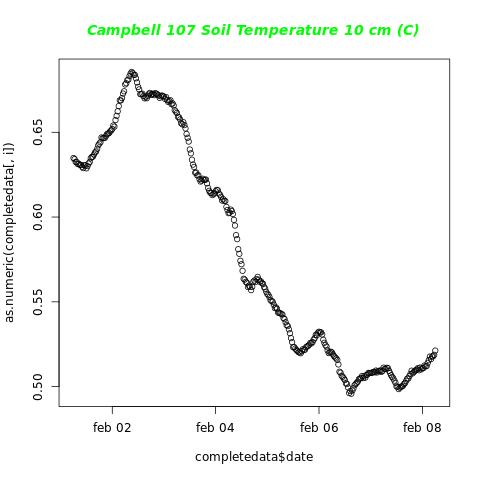 Campbell 107 Soil Temperature 10 cm (C)
as.numeric(completedata[, i])
0.65
0.60
0.55
0.50
feb 02
feb 04
feb 06
feb 08
completedata$date